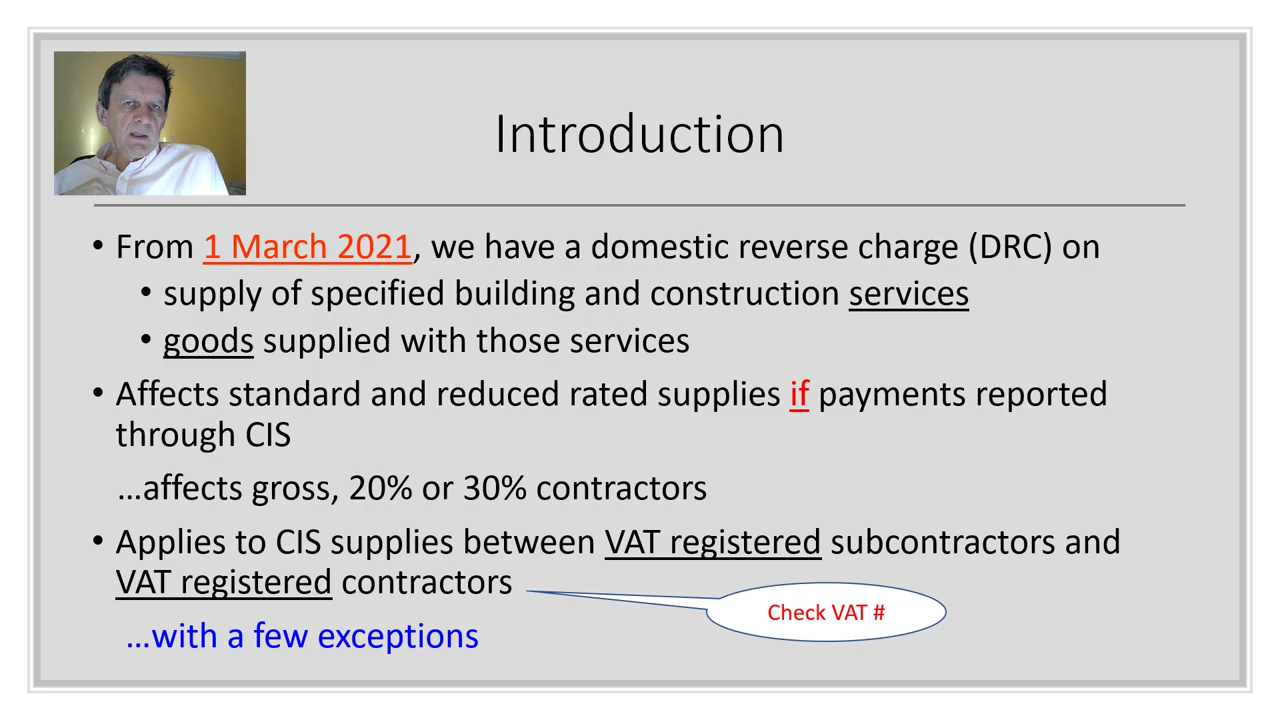 Introduction
• From 1 March 2021, we have a domestic reverse charge (DRC) on
• supply of specified building and construction services
• goods supplied with those services
• Affects standard and reduced rated supplies if payments reported
through CIS
…affects gross, 20% or 30% contractors
• Applies to CIS supplies between VAT registered subcontractors and
VAT registered contractors
Check VAT #
…with a few exceptions